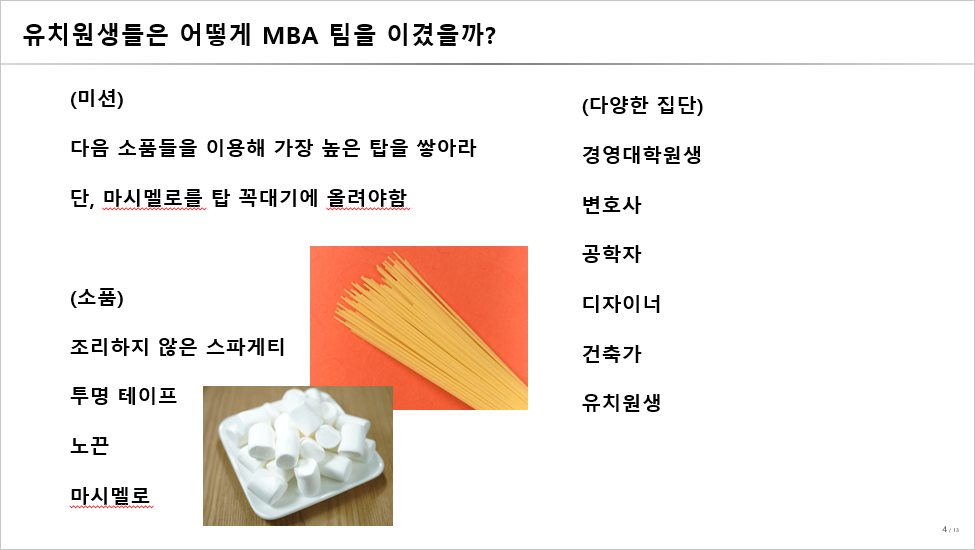 유치원생들은 어떻게 MBA 팀을 이겼을까?
(미션)
다음 소품들을 이용해 가장 높은 탑을 쌓아라
단, 마시멜로를 탑 꼭대기에 올려야함
(소품)
조리하지 않은 스파게티
투명 테이프
노끈
마시멜로
(다양한 집단)
경영대학원생
변호사
공학자
디자이너
건축가
유치원생
4 / 13